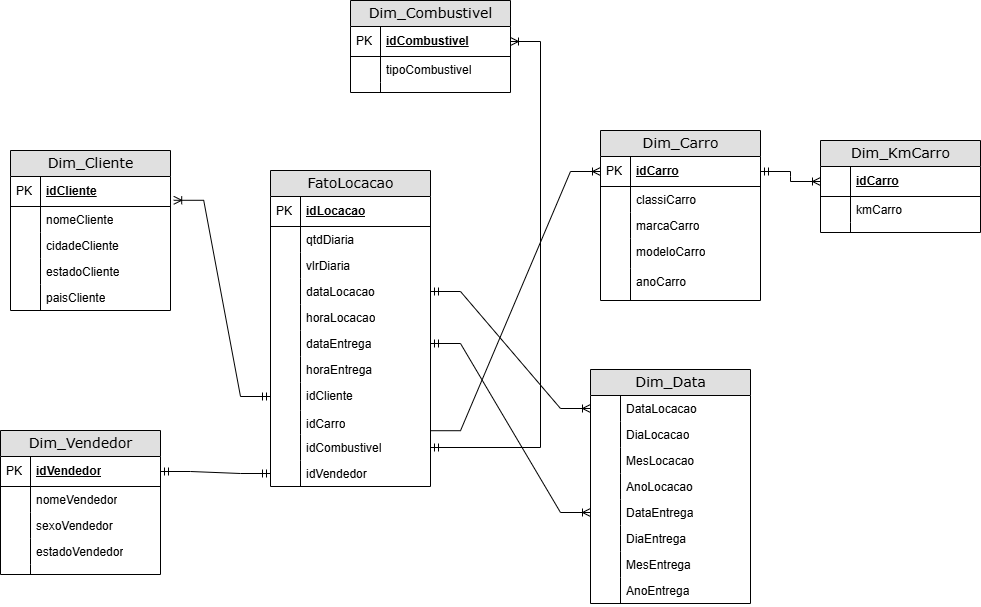 Dim_Combustivel
PK idCombustivel
tipoCombustivel
Dim_Cliente
PK idCliente
nomeCliente
cidadeCliente
estadoCliente
paisCliente
FatoLocacao
PK idLocacao
qtdDiaria
vlrDiaria
dataLocacao
horaLocacao
dataEntrega
horaEntrega
idCliente
idCarro
idCombustivel
idVendedor
Dim_Carro
PK idCarro
classiCarro
marcaCarro
modeloCarro
anoCarro
Dim_KmCarro
idCarro
kmCarro
Dim_Vendedor
PK idVendedor
nomeVendedor
sexoVendedor
estadoVendedor
Dim_Data
DataLocacao
DiaLocacao
MesLocacao
AnoLocacao
DataEntrega
DiaEntrega
MesEntrega
AnoEntrega